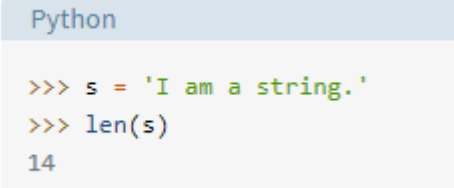 Python
>>> s = 'I am a string.'
>>> len(s)
14